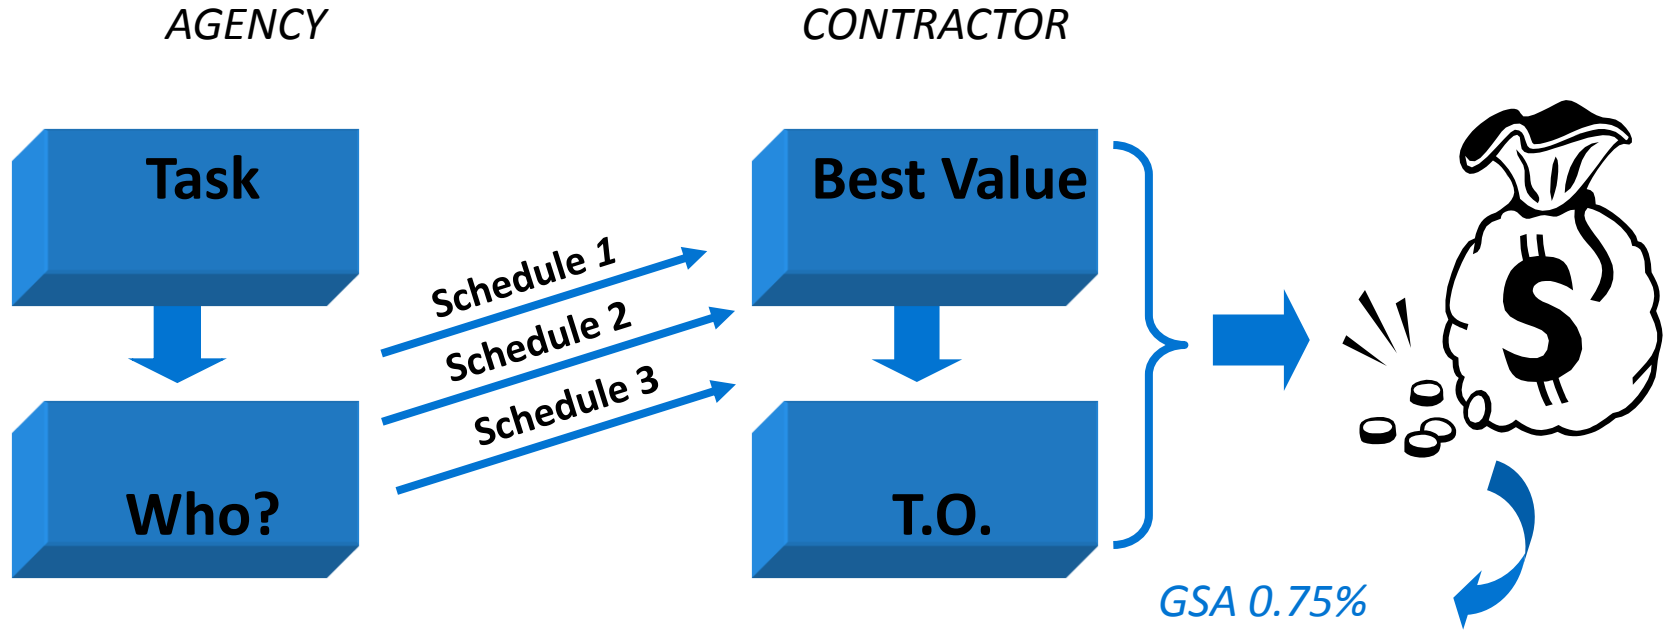 AGENCY
CONTRACTOR
Task
Best Value
Schedule 1
Schedule 2
Schedule 3
Who?
T.O.
$
GSA 0.75%